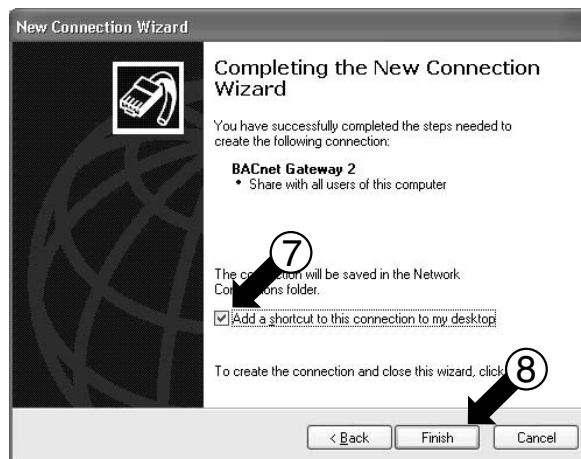 New Connection Wizard
Completing the New Connection
Wizard
You have successfully completed the steps needed to
create the following connection:
BACnet Gateway 2
• Share with all users of this computer
7
The will be saved in the Network
folder.
Add a shortcut to this connection to my desktop
8
To create the connection and close this wizard, click
< Back
Finish
Cancel